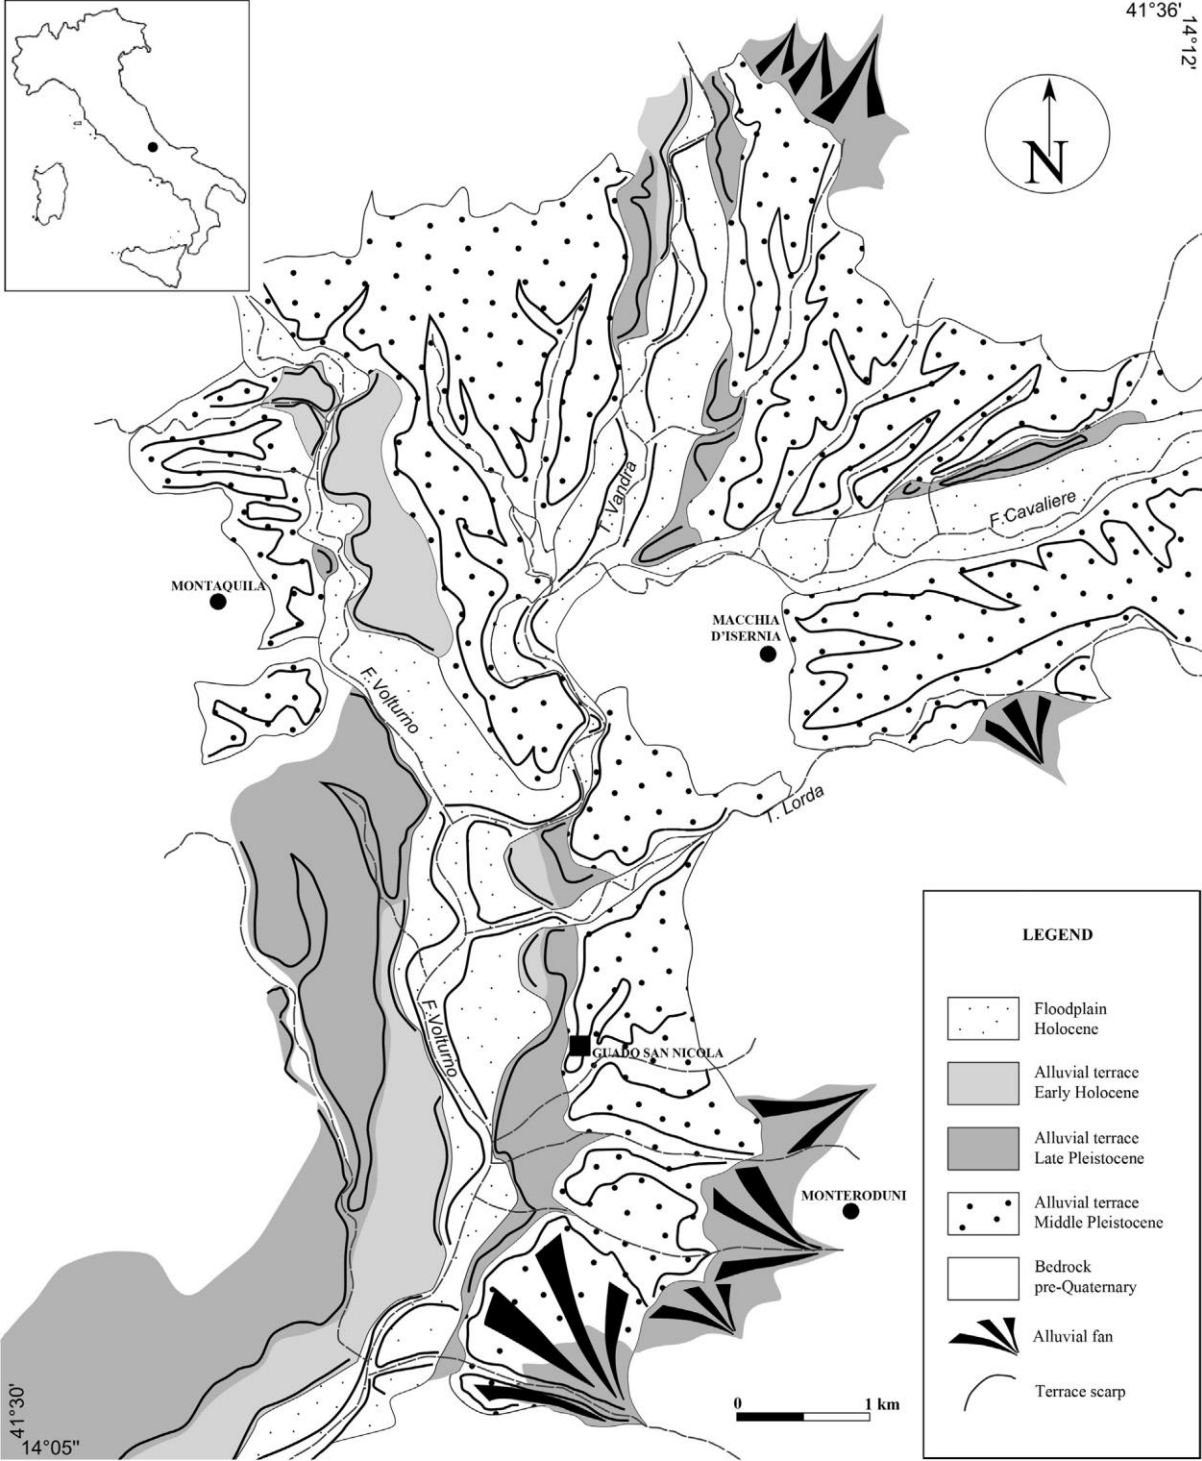 41°36'
14°12'
N
T. Vandra
F.Cavaliere
MONTAQUILA
MACCHIA
D'ISERNIA
F.Volturno
T. Lorda
F.Volturno
GUADO SAN NICOLA
MONTERODUNI
LEGEND
Floodplain
Holocene
Alluvial terrace
Early Holocene
Alluvial terrace
Late Pleistocene
Alluvial terrace
Middle Pleistocene
Bedrock
pre-Quaternary
Alluvial fan
Terrace scarp
0 1 km
41°30'
14°05"